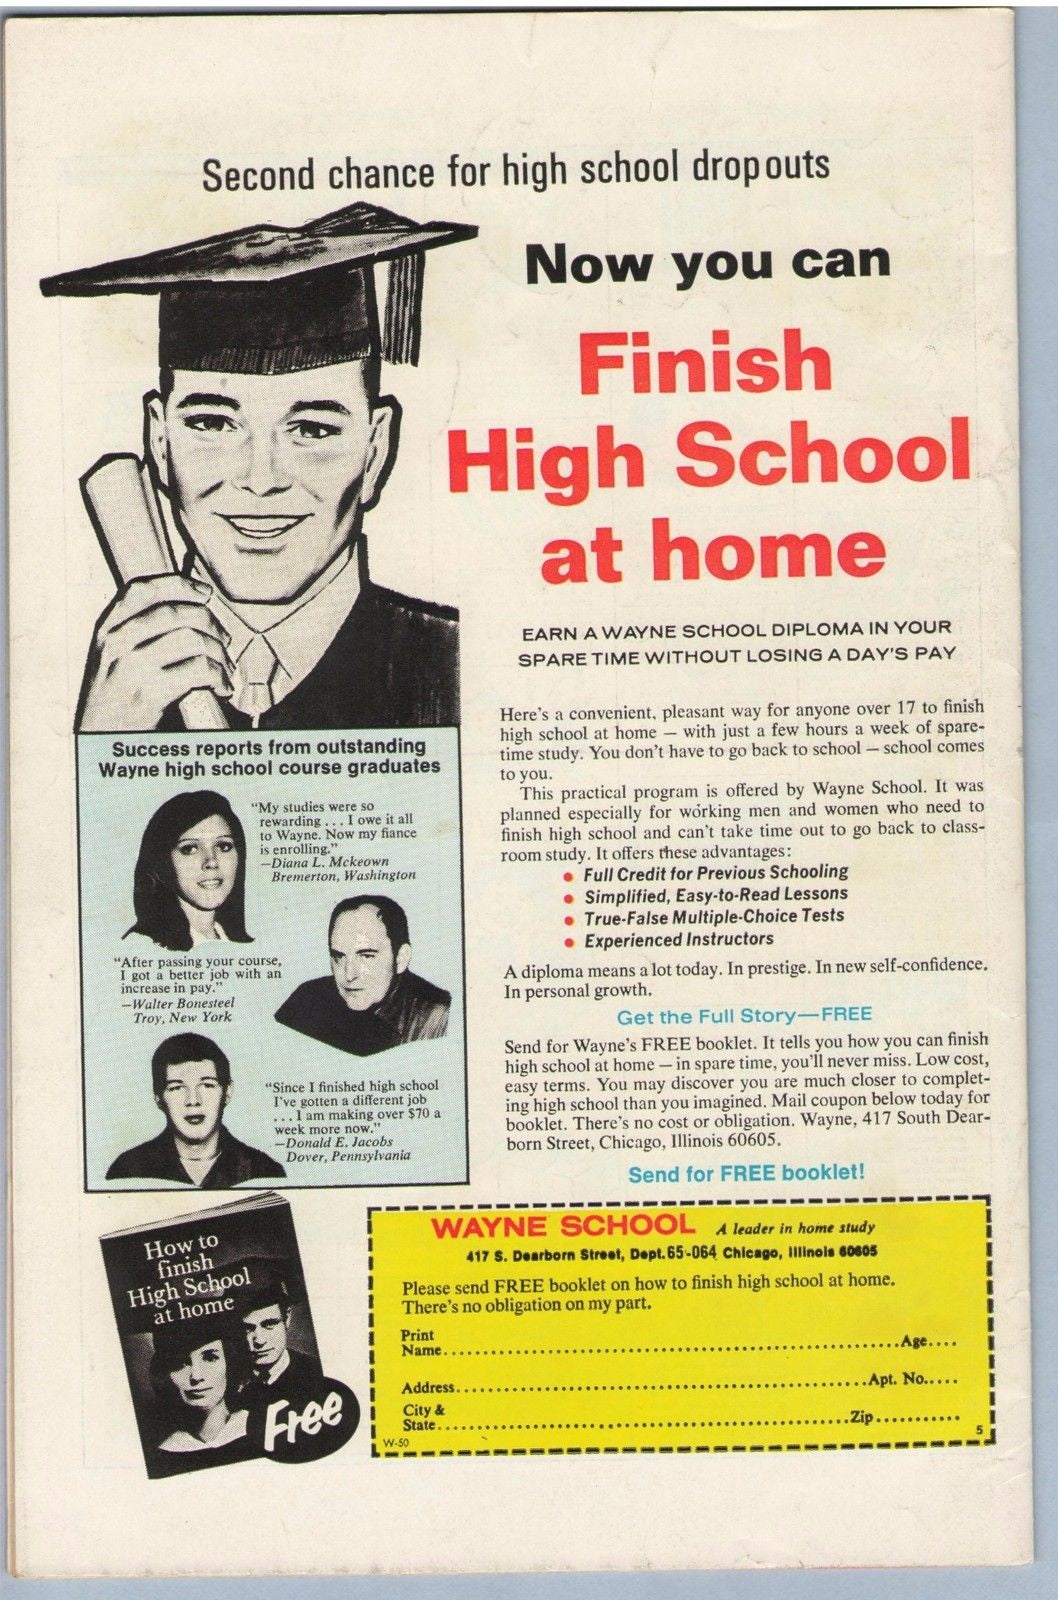 Second chance for high school dropouts
Now you can
Finish
High School
at home
EARN A WAYNE SCHOOL DIPLOMA IN YOUR
SPARE TIME WITHOUT LOSING A DAY'S PAY
Here's a convenient, pleasant way for anyone over 17 to finish
high school at home — with just a few hours a week of spare-
time study. You don't have to go back to school — school comes
to you.
This practical program is offered by Wayne School. It was
planned especially for working men and women who need to
finish high school and can't take time out to go back to class-
room study. It offers these advantages:
• Full Credit for Previous Schooling
• Simplified, Easy-to-Read Lessons
• True-False Multiple-Choice Tests
• Experienced Instructors
A diploma means a lot today. In prestige. In new self-confidence.
In personal growth.
Get the Full Story—FREE
Send for Wayne's FREE booklet. It tells you how you can finish
high school at home — in spare time, you'll never miss. Low cost,
easy terms. You may discover you are much closer to complet-
ing high school than you imagined. Mail coupon below today for
booklet. There's no cost or obligation. Wayne, 417 South Dear-
born Street, Chicago, Illinois 60605.
Send for FREE booklet!
Success reports from outstanding
Wayne high school course graduates
"My studies were so
rewarding . . . I owe it all
to Wayne. Now my fiance
is enrolling."
—Diana L. Mckeown
Bremerton, Washington
"After passing your course,
I got a better job with an
increase in pay."
—Walter Bonesteel
Troy, New York
"Since I finished high school
I've gotten a different job
. . . I am making over $70 a
week more now."
—Donald E. Jacobs
Dover, Pennsylvania
How to
finish
High School
at home
Free
WAYNE SCHOOL A leader in home study
417 S. Dearborn Street, Dept. 65-064 Chicago, Illinois 60605
Please send FREE booklet on how to finish high school at home.
There's no obligation on my part.
Print
Name.......... Age....
Address.......... Apt. No.....
City &
State.......... Zip...........
W-50 5